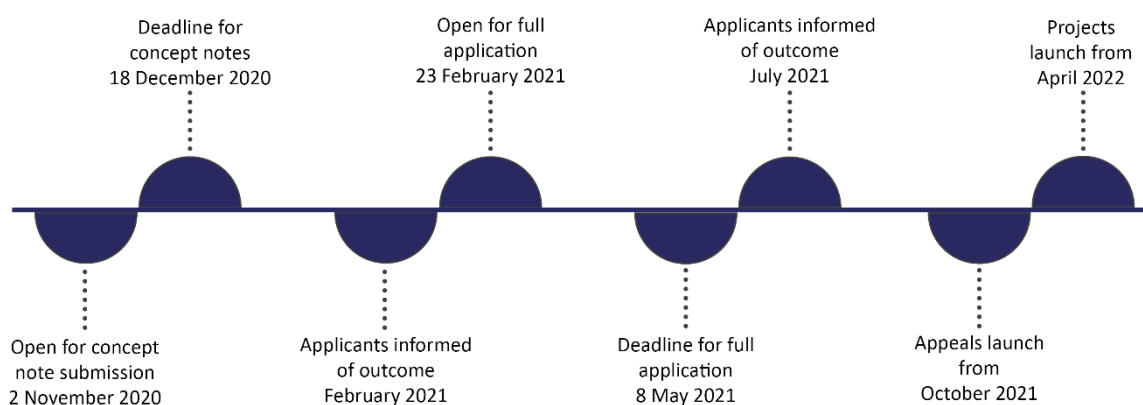 Deadline for
concept notes
18 December 2020
Open for full
application
23 February 2021
Applicants informed
of outcome
July 2021
Projects
launch from
April 2022
Open for concept
note submission
2 November 2020
Applicants informed
of outcome
February 2021
Deadline for full
application
8 May 2021
Appeals launch
from
October 2021